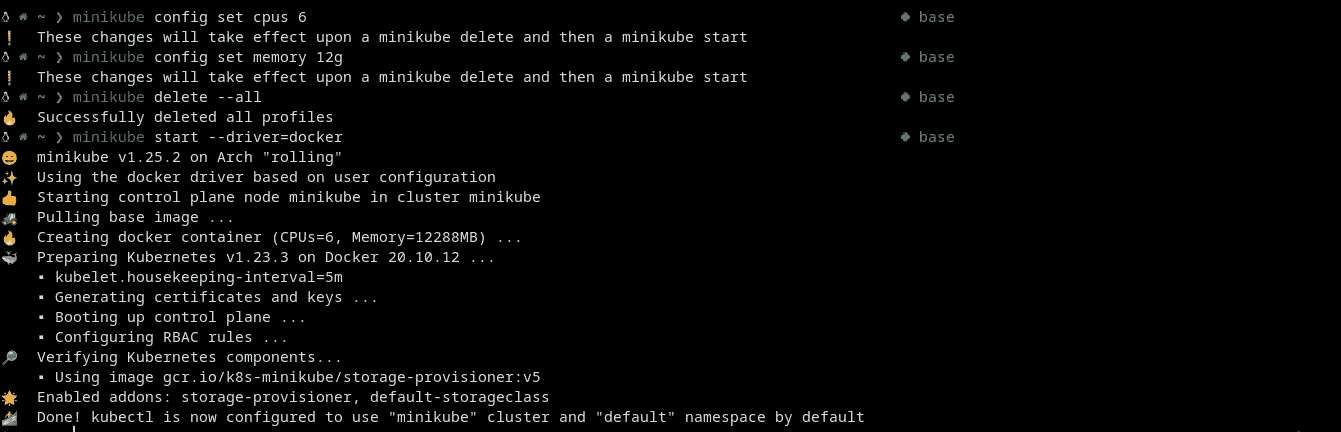 ~ ❯ minikube config set cpus 6 base
❗ These changes will take effect upon a minikube delete and then a minikube start
~ ❯ minikube config set memory 12g base
❗ These changes will take effect upon a minikube delete and then a minikube start
~ ❯ minikube delete --all base
🔥 Successfully deleted all profiles
~ ❯ minikube start --driver=docker base
😄 minikube v1.25.2 on Arch "rolling"
✨ Using the docker driver based on user configuration
👍 Starting control plane node minikube in cluster minikube
🚜 Pulling base image ...
🔥 Creating docker container (CPUs=6, Memory=12288MB) ...
🐳 Preparing Kubernetes v1.23.3 on Docker 20.10.12 ...
▪ kubelet.housekeeping-interval=5m
▪ Generating certificates and keys ...
▪ Booting up control plane ...
▪ Configuring RBAC rules ...
🔎 Verifying Kubernetes components...
▪ Using image gcr.io/k8s-minikube/storage-provisioner:v5
🌟 Enabled addons: storage-provisioner, default-storageclass
🏄 Done! kubectl is now configured to use "minikube" cluster and "default" namespace by default